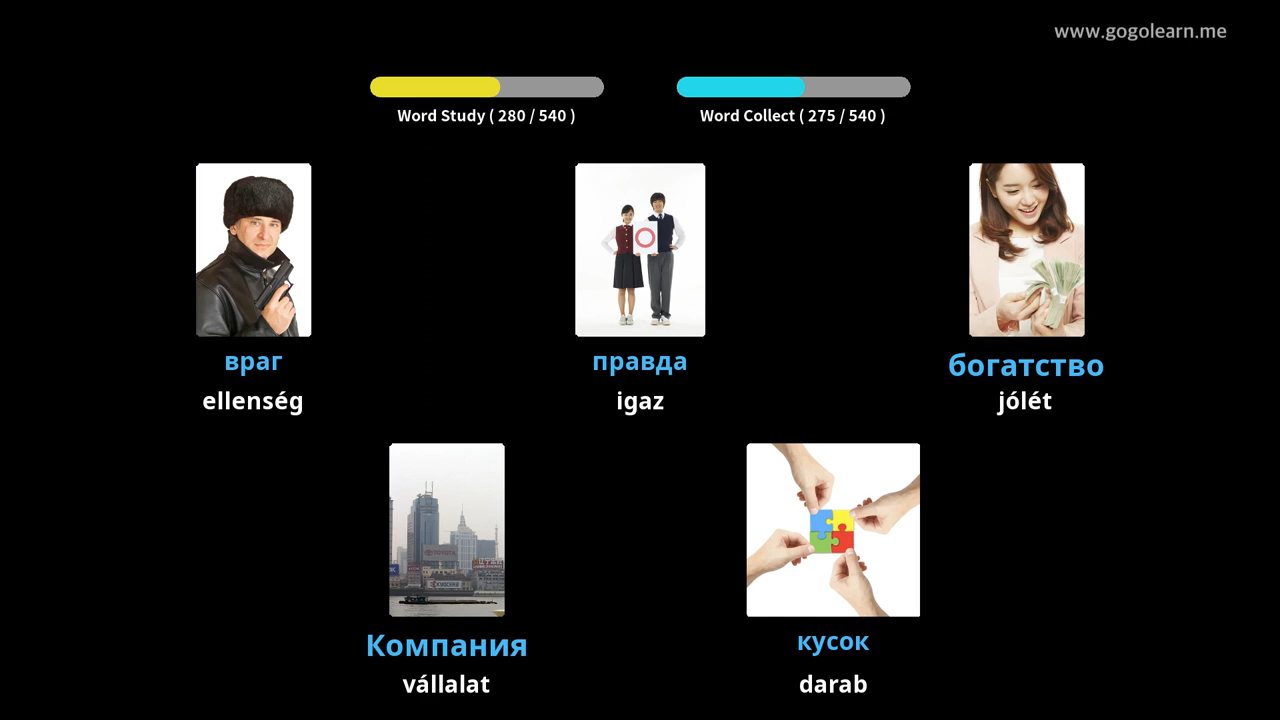 www.gogolearn.me
Word Study ( 280 / 540 )
Word Collect ( 275 / 540 )
враг
правда
богатство
ellenség
igaz
jólét
TOYOTA
Компания
кусок
vállalat
darab